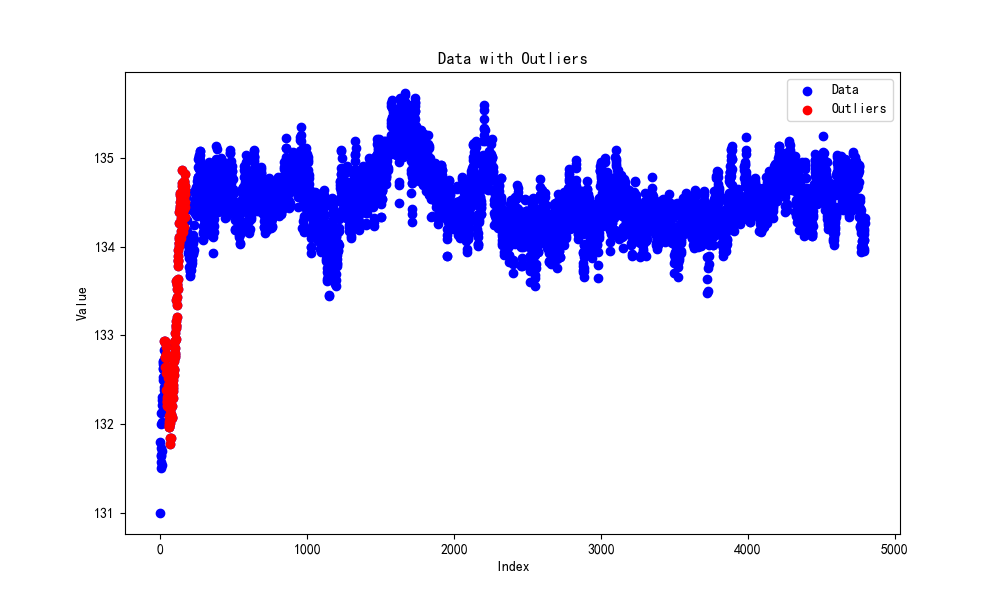 Data with Outliers
Data
Outliers
Value
135
134
133
132
131
0 1000 2000 3000 4000 5000
Index